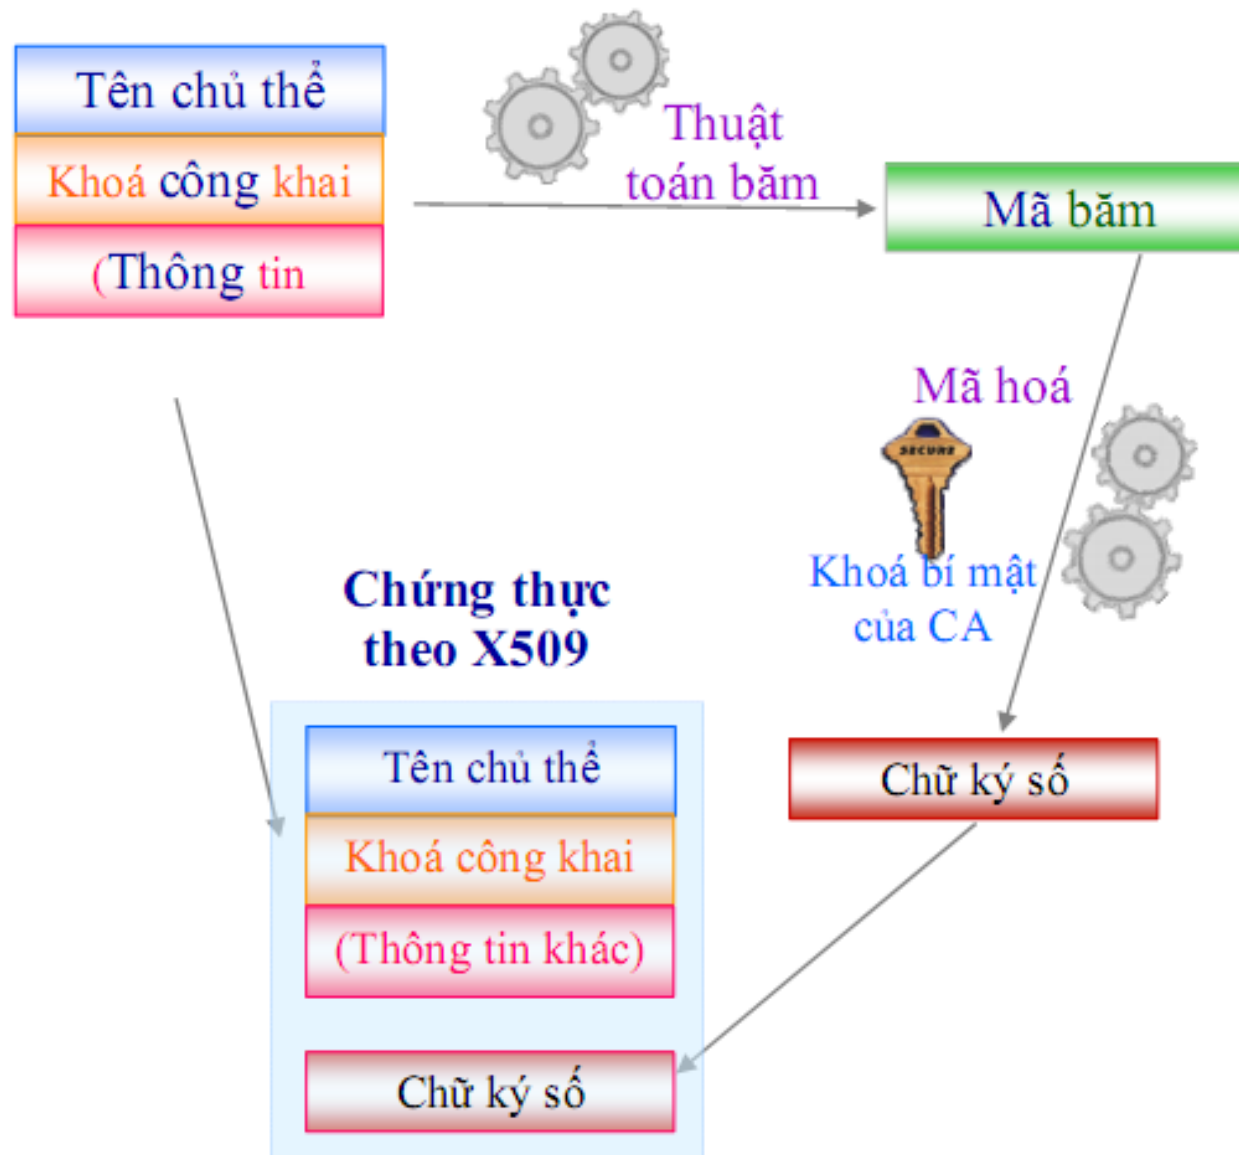 Tên chủ thể
Khoá công khai
(Thông tin
Thuật
toán băm
Mã băm
Mã hoá
SECURE
Khoá bí mật
của CA
Chứng thực
theo X509
Tên chủ thể
Khoá công khai
(Thông tin khác)
Chữ ký số
Chữ ký số